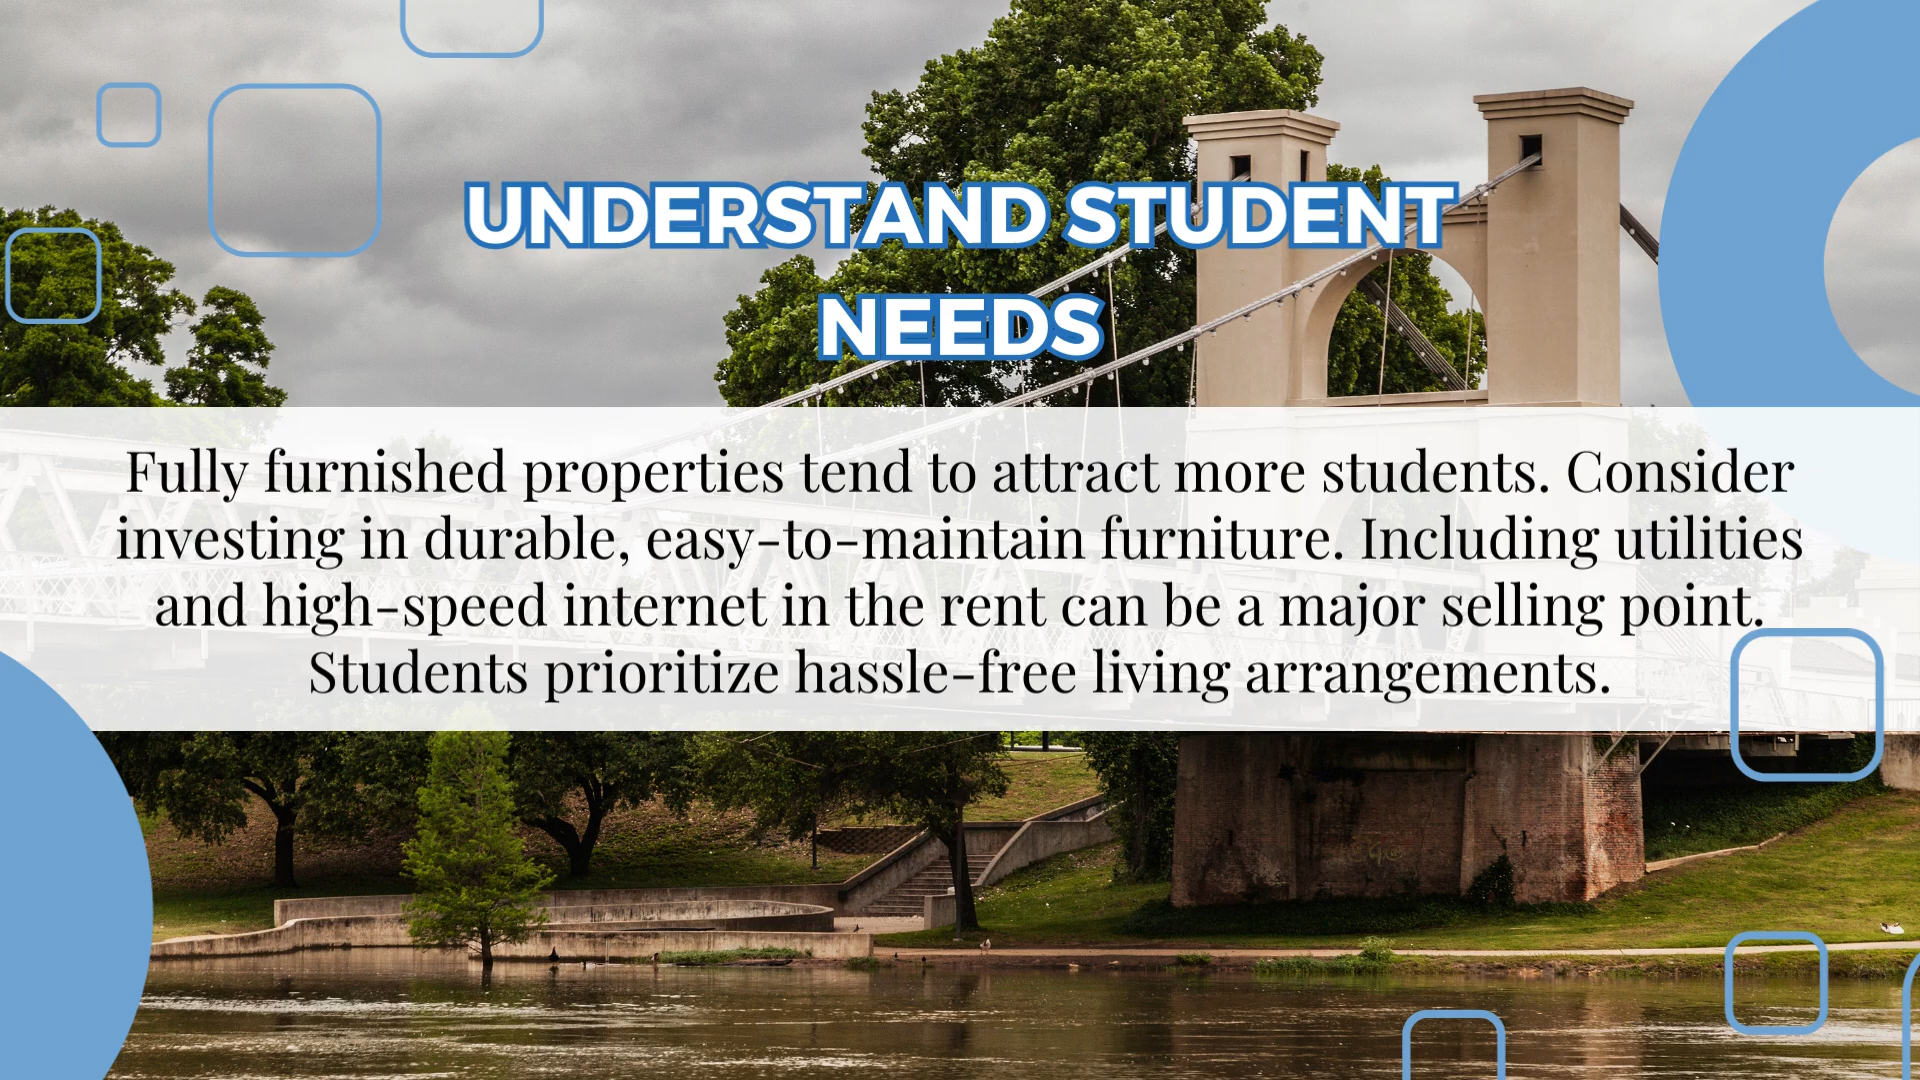 UNDERSTAND STUDENT
NEEDS
Fully furnished properties tend to attract more students. Consider
investing in durable, easy-to-maintain furniture. Including utilities
and high-speed internet in the rent can be a major selling point.
Students prioritize hassle-free living arrangements.